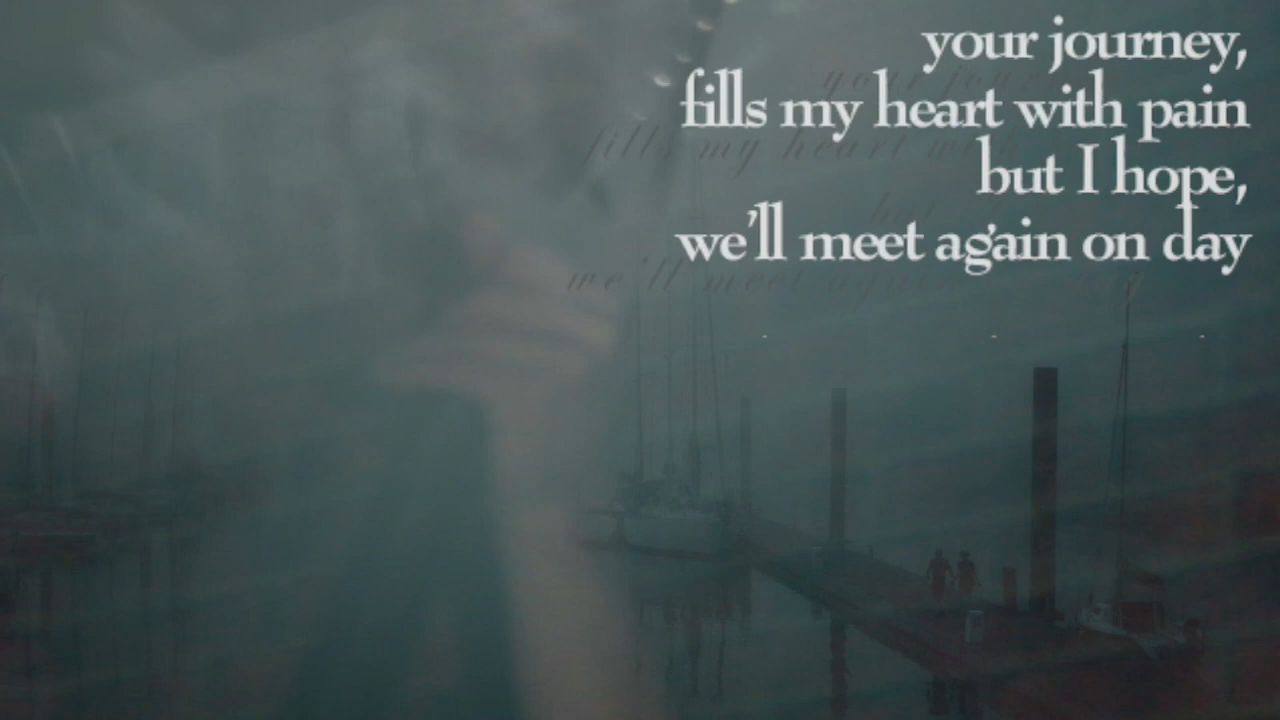 your journey,
fills my heart with pain
but I hope,
we'll meet again on day